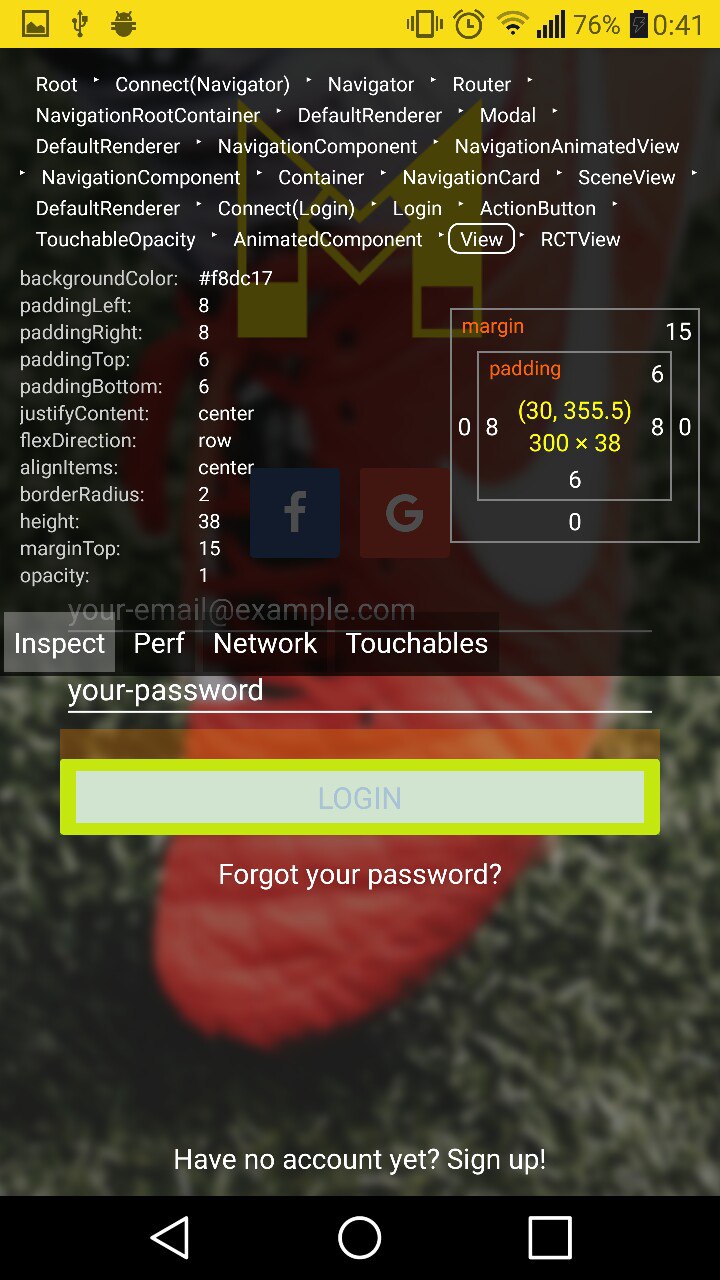 76% 0:41
Root ‣ Connect(Navigator) ‣ Navigator ‣ Router ‣
NavigationRootContainer ‣ DefaultRenderer ‣ Modal ‣
DefaultRenderer ‣ NavigationComponent ‣ NavigationAnimatedView
‣ NavigationComponent ‣ Container ‣ NavigationCard ‣ SceneView ‣
DefaultRenderer ‣ Connect(Login) ‣ Login ‣ ActionButton ‣
TouchableOpacity ‣ AnimatedComponent ‣ View ‣ RCTView
backgroundColor: #f8dc17
paddingLeft: 8
paddingRight: 8
paddingTop: 6
paddingBottom: 6
justifyContent: center
flexDirection: row
alignItems: center
borderRadius: 2
height: 38
marginTop: 15
opacity: 1
margin 15
padding 6
(30, 355.5)
0 8 300 × 38 8 0
6
0
f G
your-email@example.com
Inspect Perf Network Touchables
your-password
LOGIN
Forgot your password?
Have no account yet? Sign up!